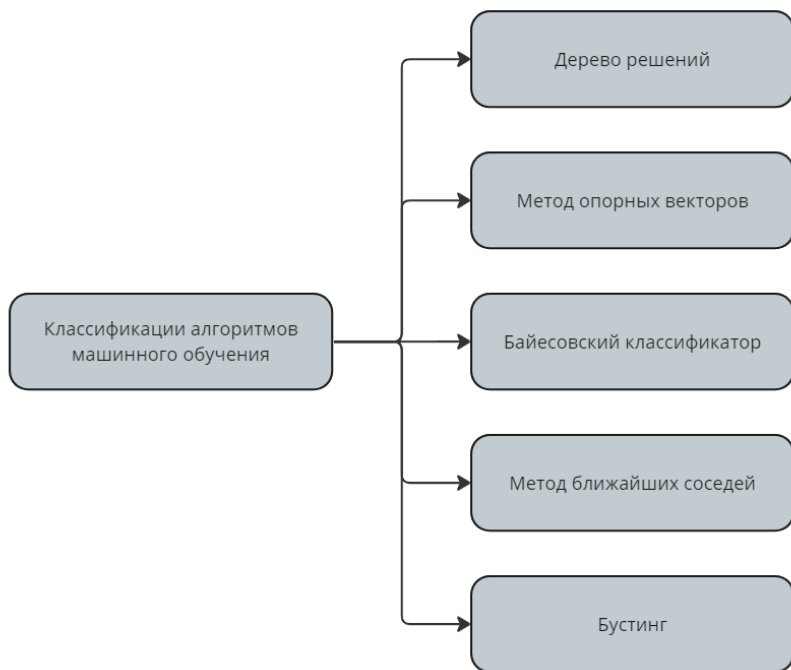 Дерево решений
Метод опорных векторов
Классификации алгоритмов
машинного обучения
Байесовский классификатор
Метод ближайших соседей
Бустинг